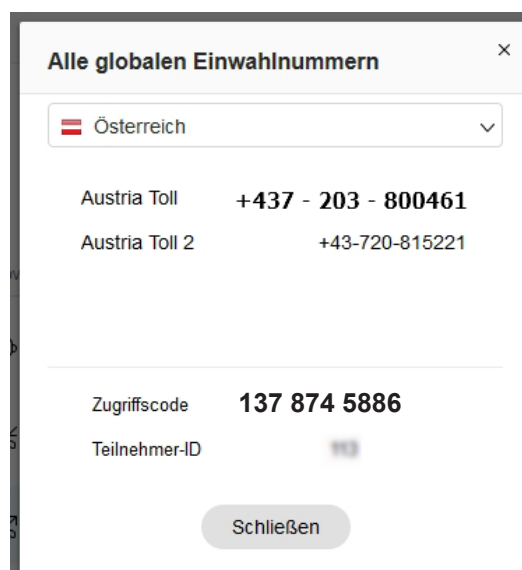 Alle globalen Einwahlnummern
Österreich
Austria Toll +437 - 203 - 800461
Austria Toll 2 +43-720-815221
Zugriffscode 137 874 5886
Teilnehmer-ID
Schließen